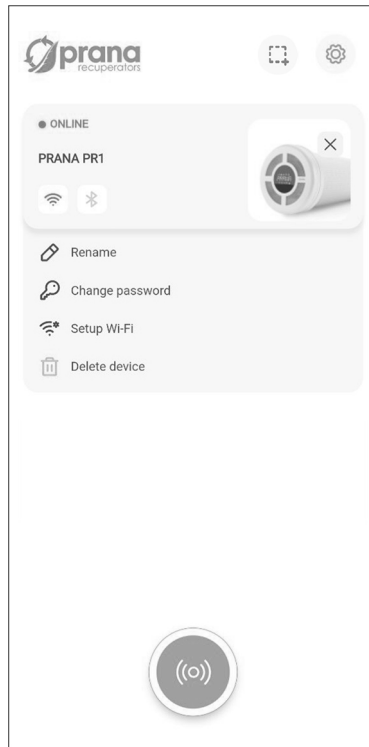 prana
recuperators
ONLINE
PRANA PR1
Rename
Change password
Setup Wi-Fi
Delete device